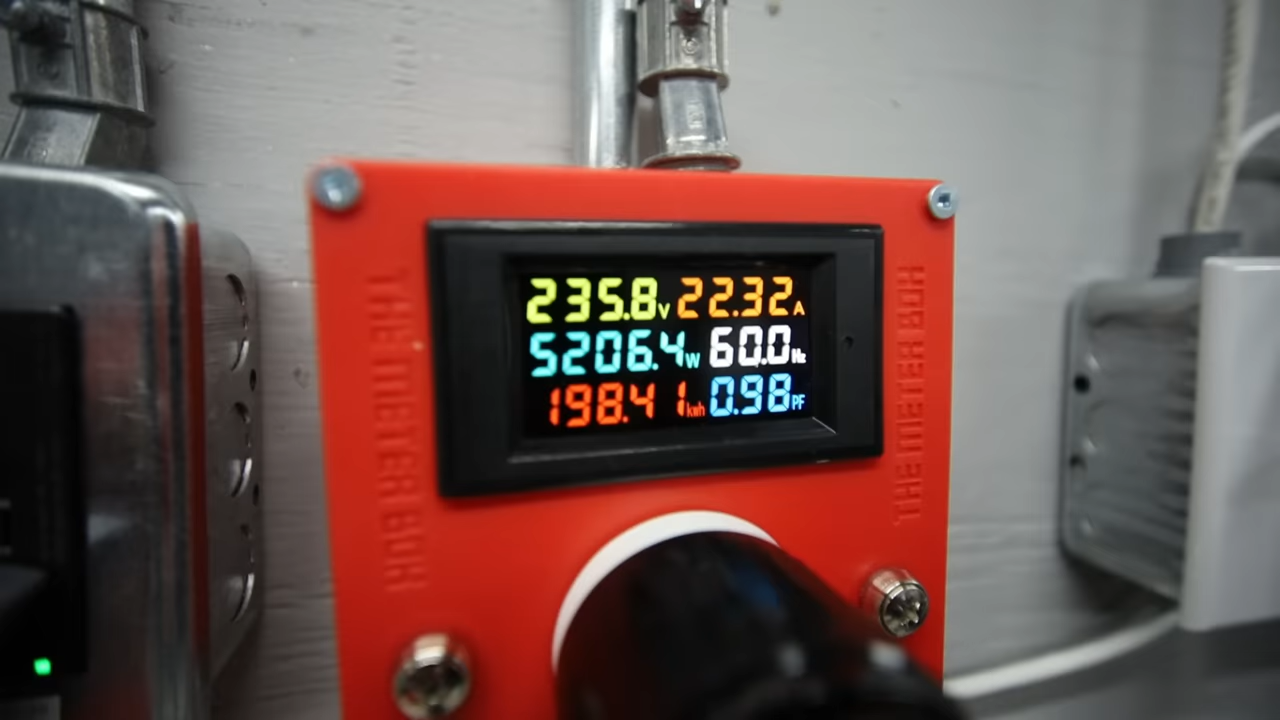 235.8V 22.32A
5206.4W 60.0Hz
198.41kwh 0.98PF
THE METER BOX
THE METER BOX